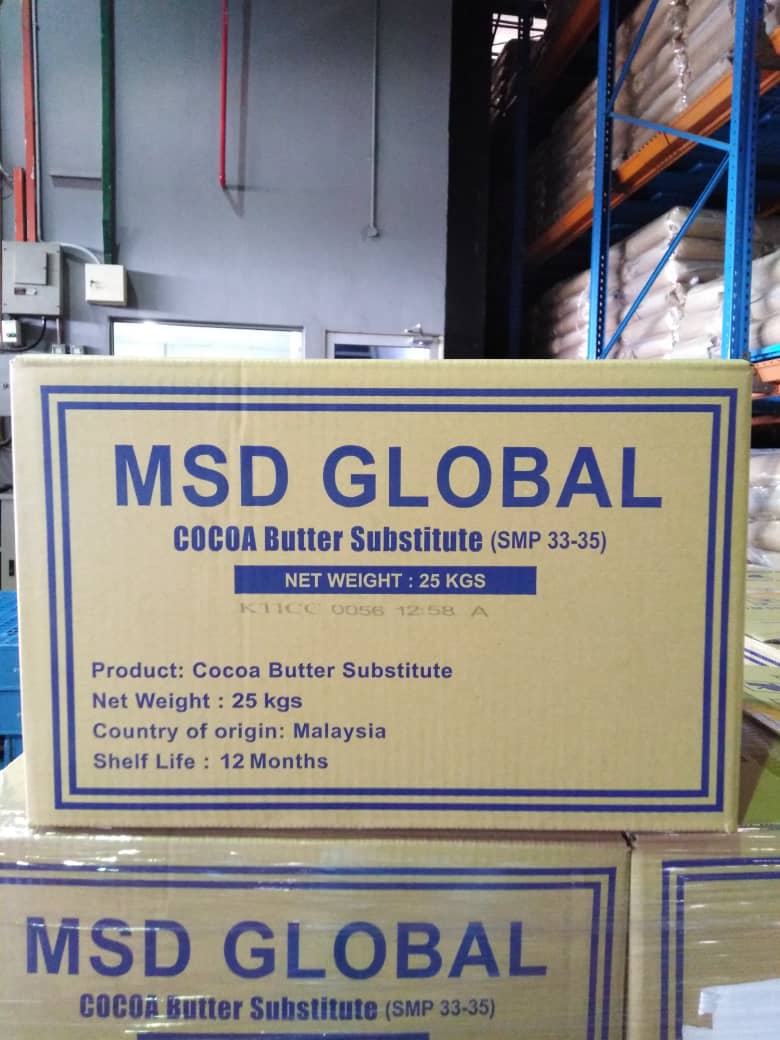 MSD GLOBAL
COCOA Butter Substitute (SMP 33-35)
NET WEIGHT : 25 KGS
K11CC 0056 12:58 A
Product: Cocoa Butter Substitute
Net Weight : 25 kgs
Country of origin: Malaysia
Shelf Life : 12 Months
MSD GLOBAL
COCOA Butter Substitute (SMP 33-35)